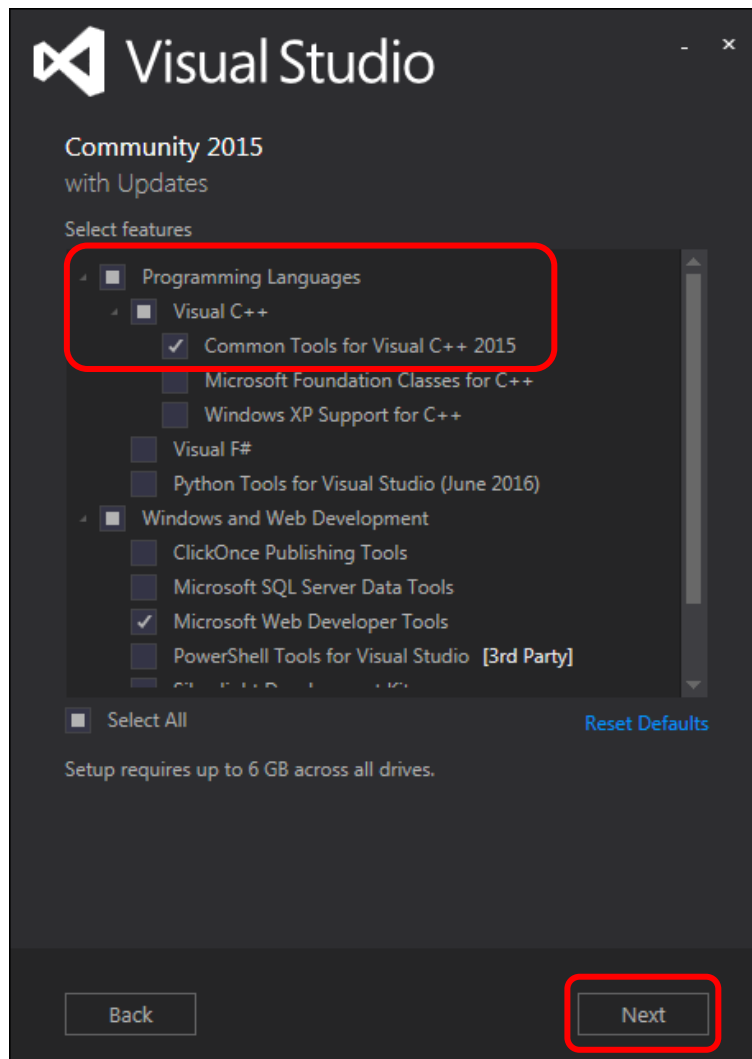 Visual Studio
Community 2015
with Updates
Select features
Programming Languages
Visual C++
Common Tools for Visual C++ 2015
Microsoft Foundation Classes for C++
Windows XP Support for C++
Visual F#
Python Tools for Visual Studio (June 2016)
Windows and Web Development
ClickOnce Publishing Tools
Microsoft SQL Server Data Tools
Microsoft Web Developer Tools
PowerShell Tools for Visual Studio [3rd Party]
Select All
Reset Defaults
Setup requires up to 6 GB across all drives.
Back
Next